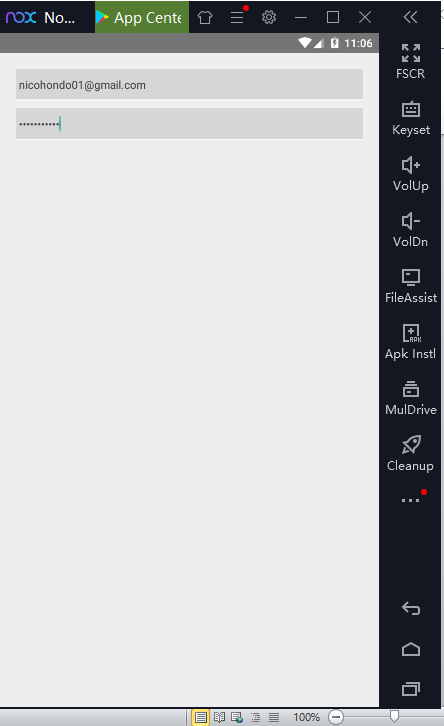 nox No... App Cente
11:06
nicohondo01@gmail.com
•••••••••••
FSCR
Keyset
VolUp
VolDn
FileAssist
APK
Apk Instl
MulDrive
Cleanup
100%